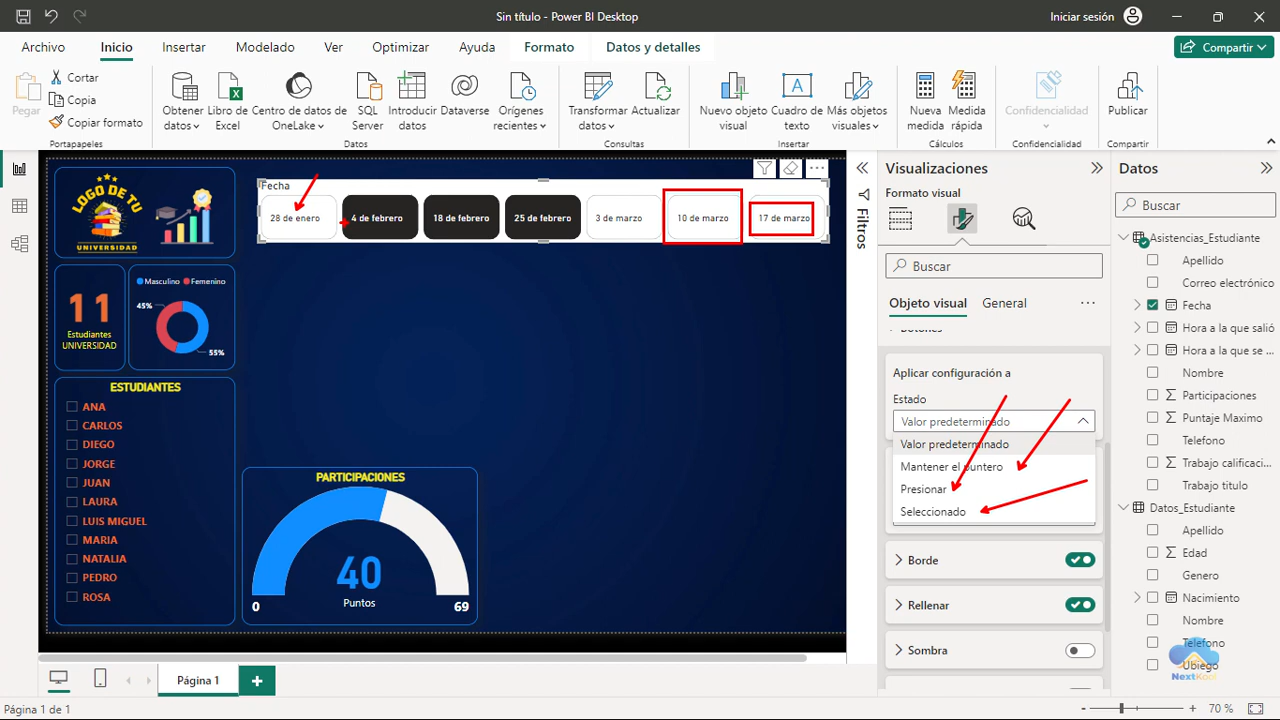 Sin título - Power BI Desktop
Iniciar sesión
Archivo
Inicio
Insertar
Modelado
Ver
Optimizar
Ayuda
Formato
Datos y detalles
Compartir
Pegar
Cortar
Copia
Copiar formato
Portapapeles
Obtener datos
Libro de Excel
Centro de datos de OneLake
SQL Server
Introducir datos
Dataverse
Orígenes recientes
Datos
Transformar datos
Actualizar
Consultas
Nuevo objeto visual
A
Cuadro de texto
Más objetos visuales
Insertar
Nueva medida
Medida rápida
Cálculos
Confidencialidad
Confidencialidad
Publicar
Compartir
LOGO DE TU
UNIVERSIDAD
Fecha
28 de enero
4 de febrero
18 de febrero
25 de febrero
3 de marzo
10 de marzo
17 de marzo
11
Estudiantes
UNIVERSIDAD
Masculino
Femenino
45%
55%
ESTUDIANTES
ANA
CARLOS
DIEGO
JORGE
JUAN
LAURA
LUIS MIGUEL
MARIA
NATALIA
PEDRO
ROSA
PARTICIPACIONES
40
Puntos
0
69
Filtros
Visualizaciones
Formato visual
Buscar
Objeto visual
General
Botones
Aplicar configuración a
Estado
Valor predeterminado
Valor predeterminado
Mantener el puntero
Presionar
Seleccionado
Borde
Rellenar
Sombra
Datos
Buscar
Asistencias_Estudiante
Apellido
Correo electrónico
Fecha
Hora a la que salió
Hora a la que se ...
Nombre
Participaciones
Puntaje Maximo
Telefono
Trabajo calificaci...
Trabajo titulo
Datos_Estudiante
Apellido
Edad
Genero
Nacimiento
Nombre
Telefono
Ubiego
NextKool
Página 1
Página 1 de 1
70 %